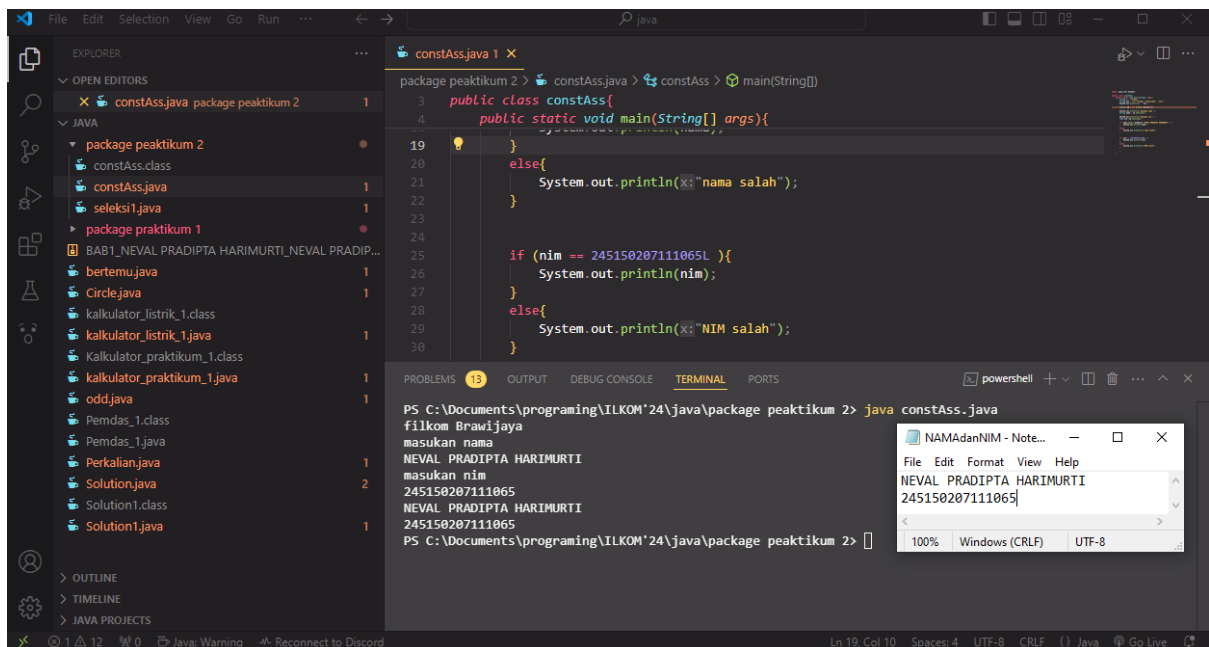 File Edit Selection View Go Run ··· java
EXPLORER ···
OPEN EDITORS
constAss.java package peaktikum 2 1
JAVA
package peaktikum 2
constAss.class
constAss.java 1
seleksi1.java 1
package praktikum 1
BAB1_NEVAL PRADIPTA HARIMURTI_NEVAL PRADIP...
bertemu.java 1
Circle.java 1
kalkulator_listrik_1.class
kalkulator_listrik_1.java 1
Kalkulator_praktikum_1.class
kalkulator_praktikum_1.java 1
odd.java 1
Pemdas_1.class
Pemdas_1.java
Perkalian.java 1
Solution.java 2
Solution1.class
Solution1.java 1
OUTLINE
TIMELINE
JAVA PROJECTS
constAss.java 1
package peaktikum 2 > constAss.java > constAss > main(String[])
3 public class constAss{
4 public static void main(String[] args){
System.out.println(nama);
19 }
20 else{
21 System.out.println(x:"nama salah");
22 }
23
24
25 if (nim == 245150207111065L ){
26 System.out.println(nim);
27 }
28 else{
29 System.out.println(x:"NIM salah");
30 }
PROBLEMS 13 OUTPUT DEBUG CONSOLE TERMINAL PORTS powershell
PS C:\Documents\programing\ILKOM'24\java\package peaktikum 2> java constAss.java
filkom Brawijaya
masukan nama
NEVAL PRADIPTA HARIMURTI
masukan nim
245150207111065
NEVAL PRADIPTA HARIMURTI
245150207111065
PS C:\Documents\programing\ILKOM'24\java\package peaktikum 2>
NAMAdanNIM - Note...
File Edit Format View Help
NEVAL PRADIPTA HARIMURTI
245150207111065
100% Windows (CRLF) UTF-8
1 12 0 Java: Warning Reconnect to Discord Ln 19, Col 10 Spaces: 4 UTF-8 CRLF {} Java Go Live